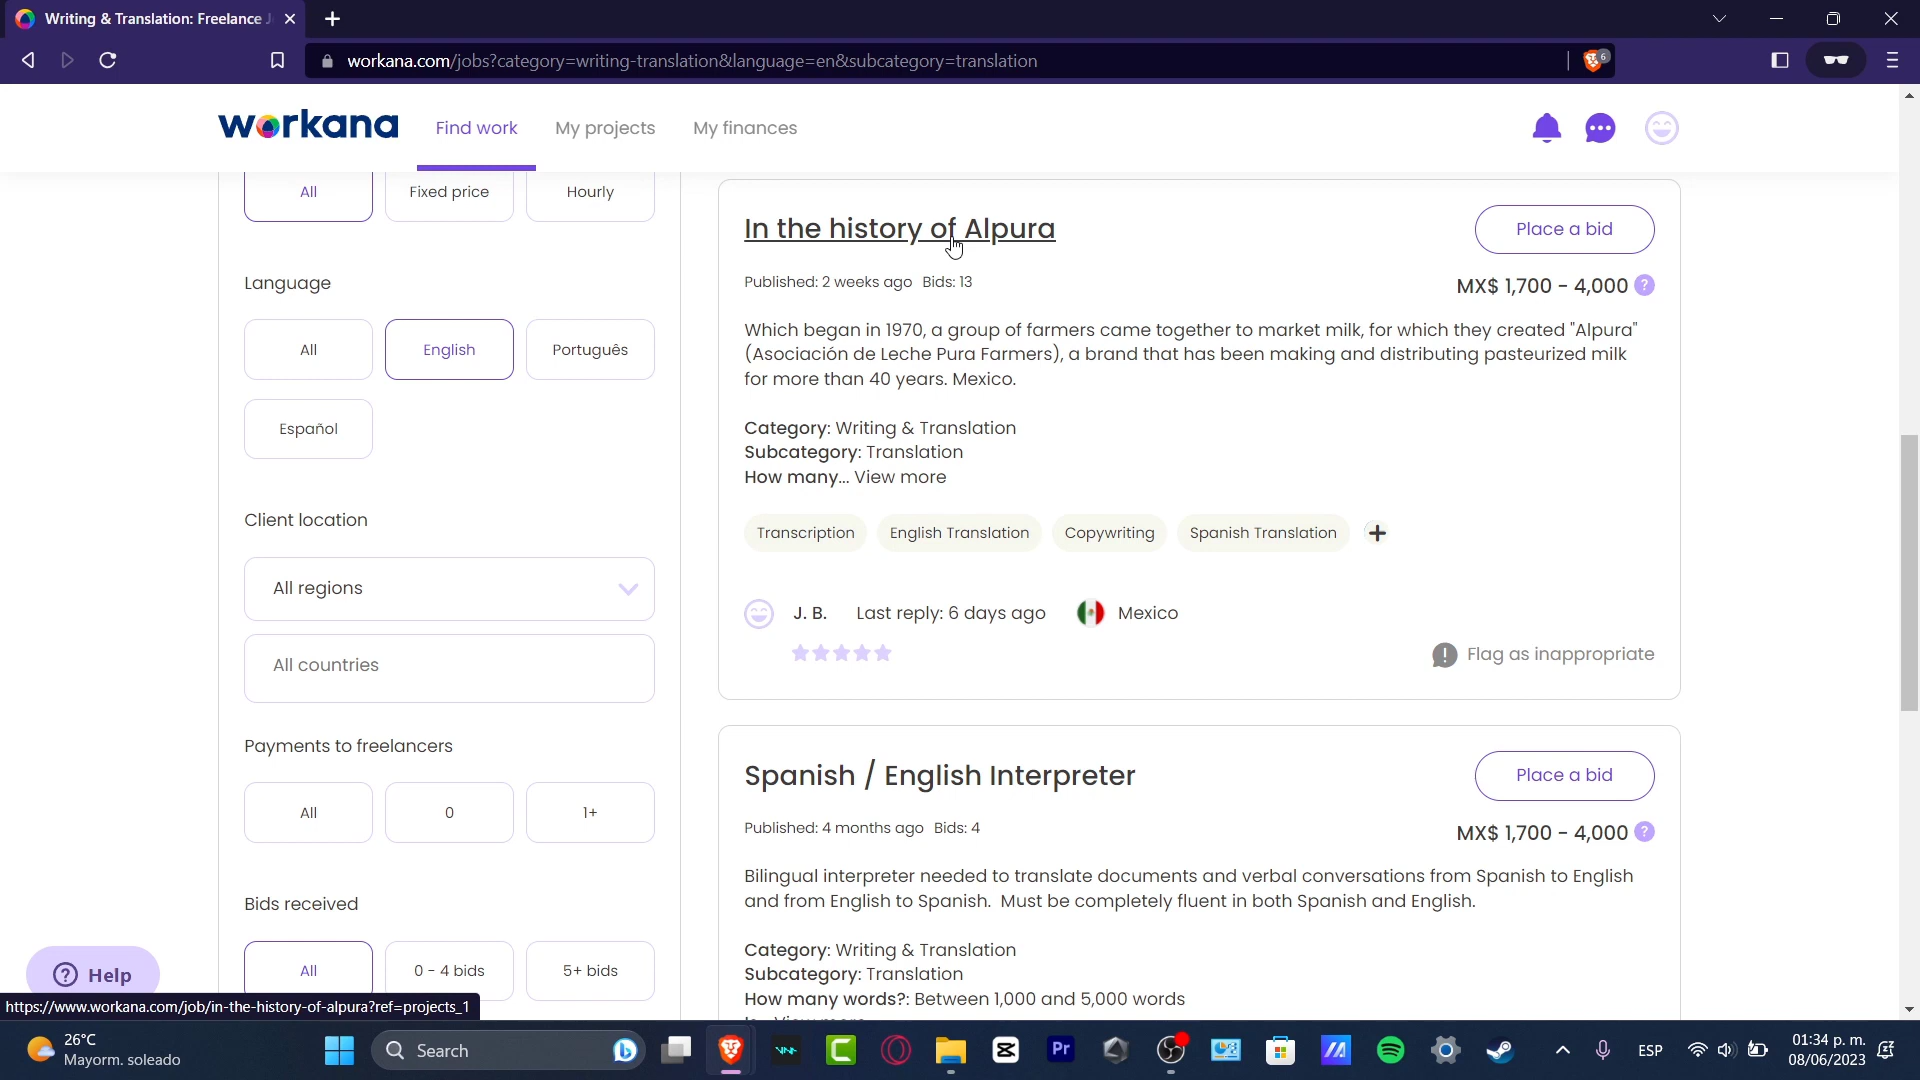 Writing & Translation: Freelance J
workana.com/jobs?category=writing-translation&language=en&subcategory=translation
6
workana
Find work
My projects
My finances
All
Fixed price
Hourly
Language
All
English
Português
Español
Client location
All regions
All countries
Payments to freelancers
All
0
1+
Bids received
All
0 - 4 bids
5+ bids
Help
https://www.workana.com/job/in-the-history-of-alpura?ref=projects_1
In the history of Alpura
Place a bid
Published: 2 weeks ago Bids: 13
MX$ 1,700 - 4,000 ?
Which began in 1970, a group of farmers came together to market milk, for which they created "Alpura"
(Asociación de Leche Pura Farmers), a brand that has been making and distributing pasteurized milk
for more than 40 years. Mexico.
Category: Writing & Translation
Subcategory: Translation
How many... View more
Transcription
English Translation
Copywriting
Spanish Translation
J. B.
Last reply: 6 days ago
Mexico
Flag as inappropriate
Spanish / English Interpreter
Place a bid
Published: 4 months ago Bids: 4
MX$ 1,700 - 4,000 ?
Bilingual interpreter needed to translate documents and verbal conversations from Spanish to English
and from English to Spanish. Must be completely fluent in both Spanish and English.
Category: Writing & Translation
Subcategory: Translation
How many words?: Between 1,000 and 5,000 words
26°C
Mayorm. soleado
Search
Pr
ESP
01:34 p. m.
08/06/2023